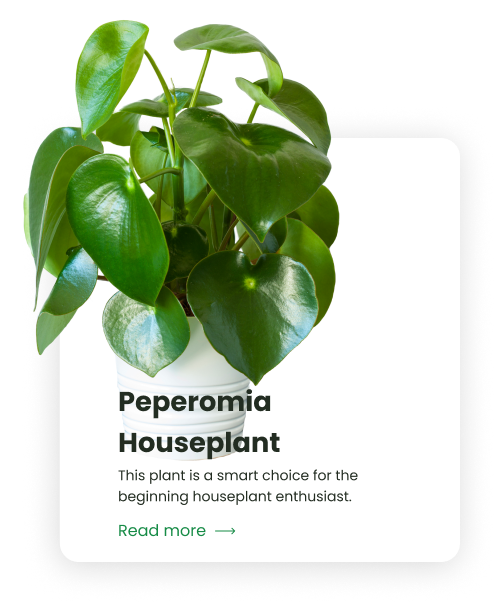 Peperomia
Houseplant
This plant is a smart choice for the
beginning houseplant enthusiast.
Read more ⟶